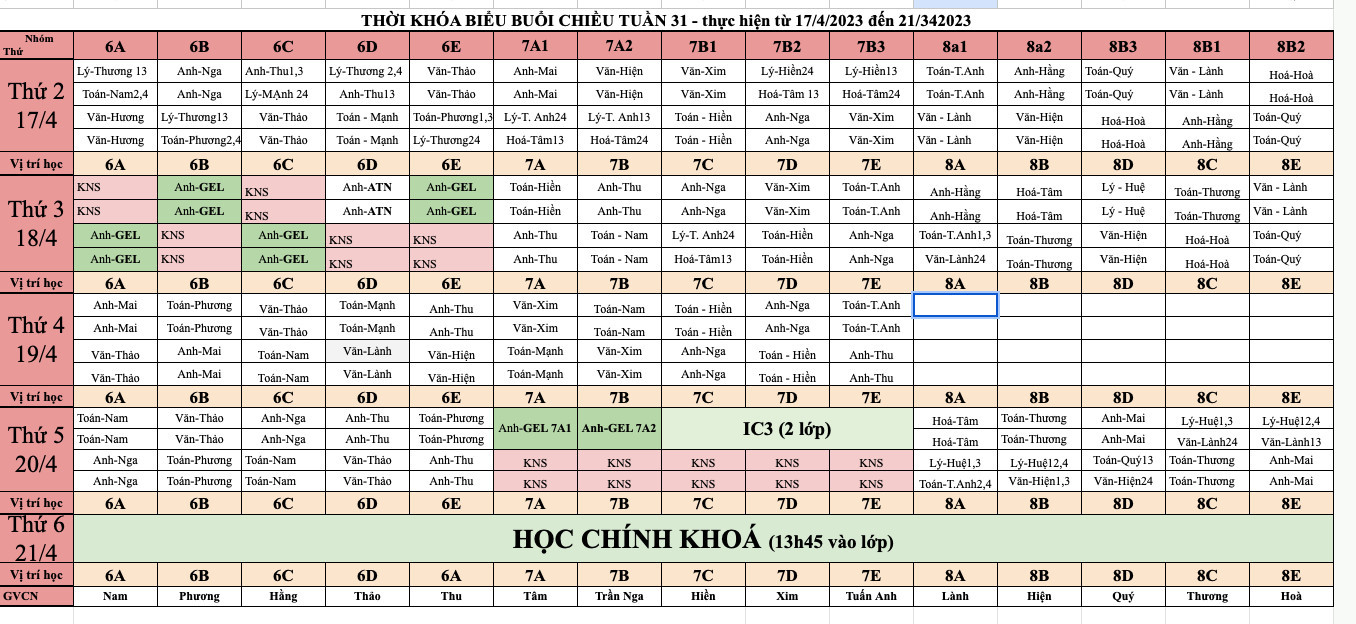 THỜI KHÓA BIỂU BUỔI CHIỀU TUẦN 31 - thực hiện từ 17/4/2023 đến 21/342023
Nhóm Thứ 6A 6B 6C 6D 6E 7A1 7A2 7B1 7B2 7B3 8a1 8a2 8B3 8B1 8B2
Thứ 2 17/4
Lý-Thương 13 Anh-Nga Anh-Thu1,3 Lý-Thương 2,4 Văn-Thảo Anh-Mai Văn-Hiện Văn-Xim Lý-Hiền24 Lý-Hiền13 Toán-T.Anh Anh-Hằng Toán-Quý Văn - Lành Hoá-Hoà
Toán-Nam2,4 Anh-Nga Lý-MẠnh 24 Anh-Thu13 Văn-Thảo Anh-Mai Văn-Hiện Văn-Xim Hoá-Tâm 13 Hoá-Tâm24 Toán-T.Anh Anh-Hằng Toán-Quý Văn - Lành Hoá-Hoà
Văn-Hương Lý-Thương13 Văn-Thảo Toán - Mạnh Toán-Phương1,3 Lý-T. Anh24 Lý-T. Anh13 Toán - Hiền Anh-Nga Văn-Xim Văn - Lành Văn-Hiện Hoá-Hoà Anh-Hằng Toán-Quý
Văn-Hương Toán-Phương2,4 Văn-Thảo Toán - Mạnh Lý-Thương24 Hoá-Tâm13 Hoá-Tâm24 Toán - Hiền Anh-Nga Văn-Xim Văn - Lành Văn-Hiện Hoá-Hoà Anh-Hằng Toán-Quý
Vị trí học 6A 6B 6C 6D 6E 7A 7B 7C 7D 7E 8A 8B 8D 8C 8E
Thứ 3 18/4
KNS Anh-GEL KNS Anh-ATN Anh-GEL Toán-Hiền Anh-Thu Anh-Nga Văn-Xim Toán-T.Anh Anh-Hằng Hoá-Tâm Lý - Huệ Toán-Thương Văn - Lành
KNS Anh-GEL KNS Anh-ATN Anh-GEL Toán-Hiền Anh-Thu Anh-Nga Văn-Xim Toán-T.Anh Anh-Hằng Hoá-Tâm Lý - Huệ Toán-Thương Văn - Lành
Anh-GEL KNS Anh-GEL KNS KNS Anh-Thu Toán - Nam Lý-T. Anh24 Toán-Hiền Anh-Nga Toán-T.Anh1,3 Toán-Thương Văn-Hiện Hoá-Hoà Toán-Quý
Anh-GEL KNS Anh-GEL KNS KNS Anh-Thu Toán - Nam Hoá-Tâm13 Toán-Hiền Anh-Nga Văn-Lành24 Toán-Thương Văn-Hiện Hoá-Hoà Toán-Quý
Vị trí học 6A 6B 6C 6D 6E 7A 7B 7C 7D 7E 8A 8B 8D 8C 8E
Thứ 4 19/4
Anh-Mai Toán-Phương Văn-Thảo Toán-Mạnh Anh-Thu Văn-Xim Toán-Nam Toán - Hiền Anh-Nga Toán-T.Anh
Anh-Mai Toán-Phương Văn-Thảo Toán-Mạnh Anh-Thu Văn-Xim Toán-Nam Toán - Hiền Anh-Nga Toán-T.Anh
Văn-Thảo Anh-Mai Toán-Nam Văn-Lành Văn-Hiện Toán-Mạnh Văn-Xim Anh-Nga Toán - Hiền Anh-Thu
Văn-Thảo Anh-Mai Toán-Nam Văn-Lành Văn-Hiện Toán-Mạnh Văn-Xim Anh-Nga Toán - Hiền Anh-Thu
Vị trí học 6A 6B 6C 6D 6E 7A 7B 7C 7D 7E 8A 8B 8D 8C 8E
Thứ 5 20/4
Toán-Nam Văn-Thảo Anh-Nga Anh-Thu Toán-Phương Anh-GEL 7A1 Anh-GEL 7A2 IC3 (2 lớp) Hoá-Tâm Toán-Thương Anh-Mai Lý-Huệ1,3 Lý-Huệ12,4
Toán-Nam Văn-Thảo Anh-Nga Anh-Thu Toán-Phương Hoá-Tâm Toán-Thương Anh-Mai Văn-Lành24 Văn-Lành13
Anh-Nga Toán-Phương Toán-Nam Văn-Thảo Anh-Thu KNS KNS KNS KNS KNS Lý-Huệ1,3 Lý-Huệ12,4 Toán-Quý13 Toán-Thương Anh-Mai
Anh-Nga Toán-Phương Toán-Nam Văn-Thảo Anh-Thu KNS KNS KNS KNS KNS Toán-T.Anh2,4 Văn-Hiện1,3 Văn-Hiện24 Toán-Thương Anh-Mai
Vị trí học 6A 6B 6C 6D 6E 7A 7B 7C 7D 7E 8A 8B 8D 8C 8E
Thứ 6 21/4
HỌC CHÍNH KHOÁ (13h45 vào lớp)
Vị trí học 6A 6B 6C 6D 6A 7A 7B 7C 7D 7E 8A 8B 8D 8C 8E
GVCN Nam Phương Hằng Thảo Thu Tâm Trần Nga Hiền Xim Tuấn Anh Lành Hiện Quý Thương Hoà